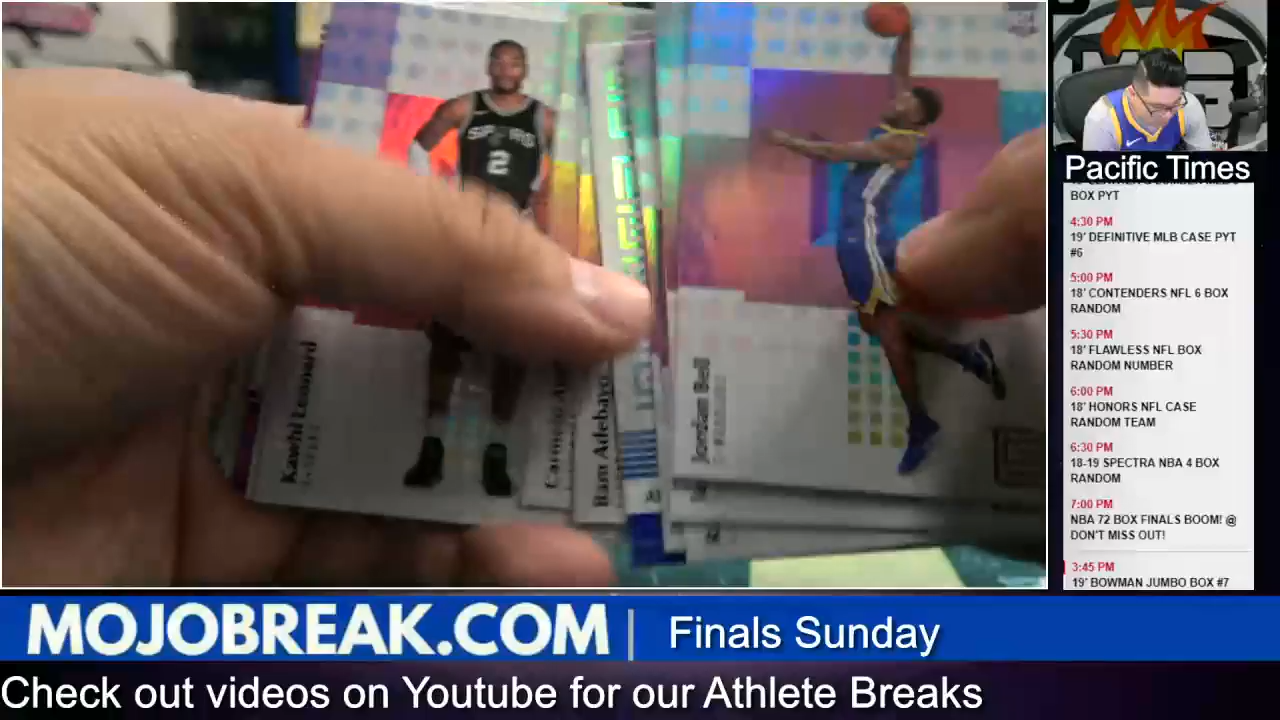 SPURS
2
Kawhi Leonard
Bam Adebayo
Jordan Bell
Pacific Times
BOX PYT
4:30 PM
19' DEFINITIVE MLB CASE PYT
#6
5:00 PM
18' CONTENDERS NFL 6 BOX
RANDOM
5:30 PM
18' FLAWLESS NFL BOX
RANDOM NUMBER
6:00 PM
18' HONORS NFL CASE
RANDOM TEAM
6:30 PM
18-19 SPECTRA NBA 4 BOX
RANDOM
7:00 PM
NBA 72 BOX FINALS BOOM! @
DON'T MISS OUT!
3:45 PM
19' BOWMAN JUMBO BOX #7
MOJOBREAK.COM | Finals Sunday
Check out videos on Youtube for our Athlete Breaks